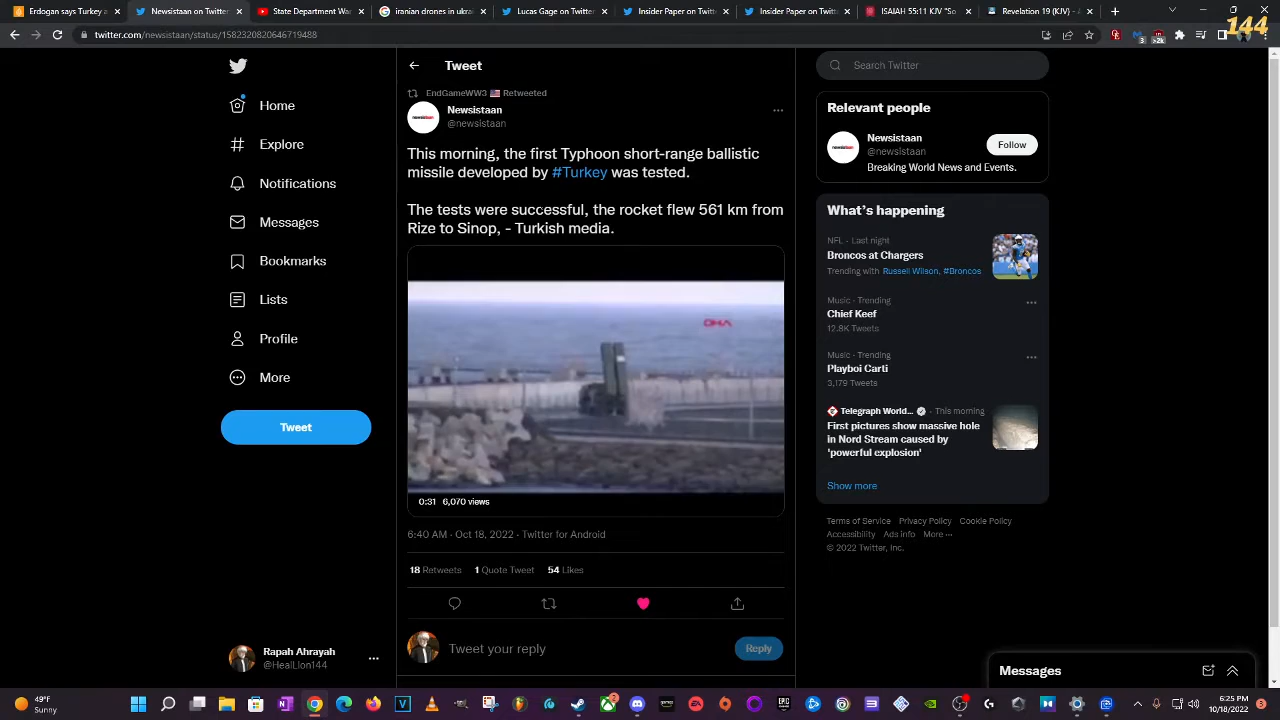 Erdogan says Turkey a
Newsistaan on Twitter
State Department War
iranian drones in ukrai
Lucas Gage on Twitter
Insider Paper on Twitt
Insider Paper on Twitt
ISAIAH 55:11 KJV "So
Revelation 19 (KJV) -
144
twitter.com/newsistaan/status/1582320820646719488
Tweet
Search Twitter
Home
Explore
Notifications
Messages
Bookmarks
Lists
Profile
More
Tweet
EndGameWW3 🇺🇸 Retweeted
Newsistaan
@newsistaan
This morning, the first Typhoon short-range ballistic
missile developed by #Turkey was tested.
The tests were successful, the rocket flew 561 km from
Rize to Sinop, - Turkish media.
DHA
0:31 6,070 views
6:40 AM · Oct 18, 2022 · Twitter for Android
18 Retweets 1 Quote Tweet 54 Likes
Tweet your reply
Reply
Relevant people
Newsistaan
@newsistaan
Follow
Breaking World News and Events.
What's happening
NFL · Last night
Broncos at Chargers
Trending with Russell Wilson, #Broncos
Music · Trending
Chief Keef
12.8K Tweets
Music · Trending
Playboi Carti
3,179 Tweets
Telegraph World... · This morning
First pictures show massive hole
in Nord Stream caused by
'powerful explosion'
Show more
Terms of Service Privacy Policy Cookie Policy
Accessibility Ads info More ···
© 2022 Twitter, Inc.
Rapah Ahrayah
@HealLion144
Messages
49°F
Sunny
6:25 PM
10/18/2022